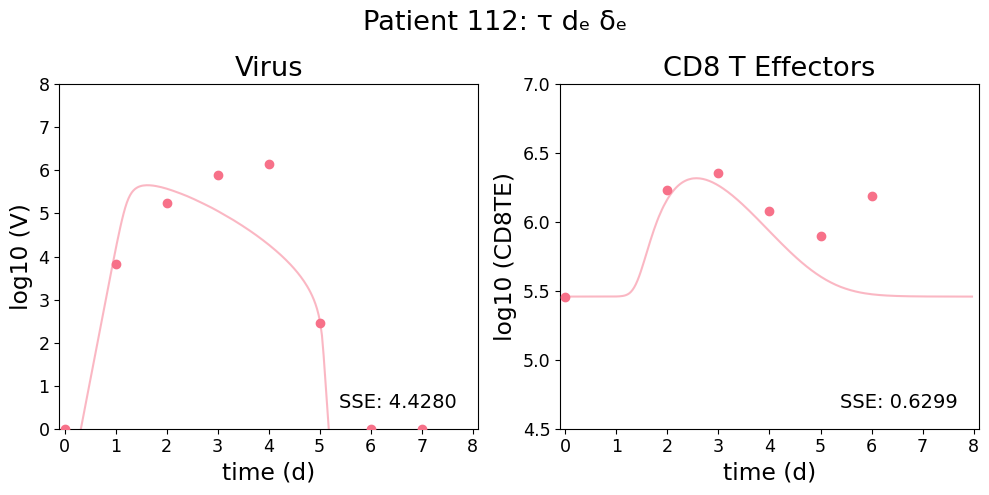 Patient 112: τ dₑ δₑ
Virus
CD8 T Effectors
log10 (V)
8
7
6
5
4
3
2
1
0
SSE: 4.4280
0 1 2 3 4 5 6 7 8
time (d)
log10 (CD8TE)
7.0
6.5
6.0
5.5
5.0
4.5
SSE: 0.6299
0 1 2 3 4 5 6 7 8
time (d)